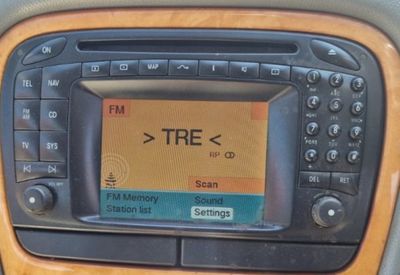 ON
MAP
TEL NAV
FM AM CD
TV SYS
FM
> TRE <
RP
Scan
FM Memory Sound
Station list Settings
DEL RET